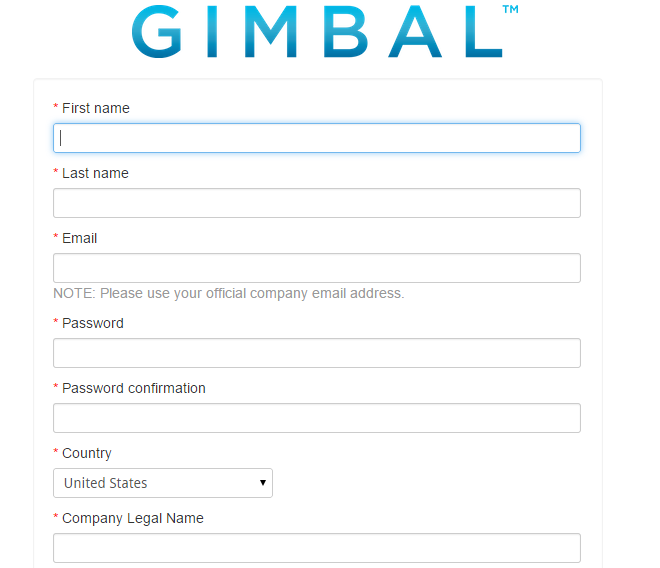 GIMBAL™
* First name
* Last name
* Email
NOTE: Please use your official company email address.
* Password
* Password confirmation
* Country
United States
* Company Legal Name